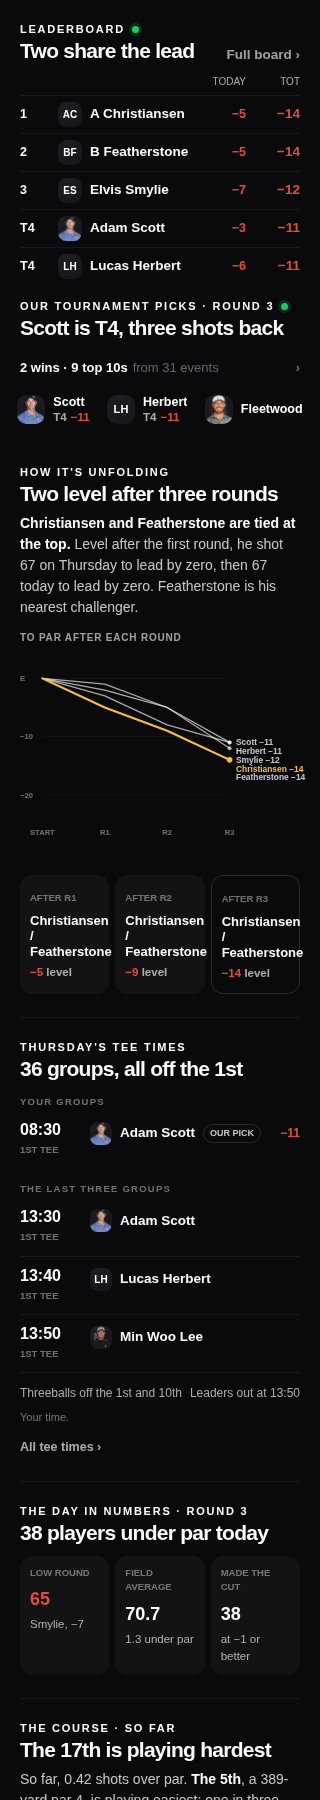 LEADERBOARD
Two share the lead Full board ›
TODAY TOT
1 AC A Christiansen −5 −14
2 BF B Featherstone −5 −14
3 ES Elvis Smylie −7 −12
T4 Adam Scott −3 −11
T4 LH Lucas Herbert −6 −11
OUR TOURNAMENT PICKS · ROUND 3
Scott is T4, three shots back
2 wins · 9 top 10s from 31 events ›
Scott LH Herbert Fleetwood
T4 −11 T4 −11
HOW IT'S UNFOLDING
Two level after three rounds
Christiansen and Featherstone are tied at
the top. Level after the first round, he shot
67 on Thursday to lead by zero, then 67
today to lead by zero. Featherstone is his
nearest challenger.
TO PAR AFTER EACH ROUND
E
−10
Scott −11
Herbert −11
Smylie −12
Christiansen −14
Featherstone −14
−20
START R1 R2 R3
AFTER R1 AFTER R2 AFTER R3
Christiansen Christiansen Christiansen
/ / /
Featherstone Featherstone Featherstone
−5 level −9 level −14 level
THURSDAY'S TEE TIMES
36 groups, all off the 1st
YOUR GROUPS
08:30 Adam Scott OUR PICK −11
1ST TEE
THE LAST THREE GROUPS
13:30 Adam Scott
1ST TEE
13:40 LH Lucas Herbert
1ST TEE
13:50 Min Woo Lee
1ST TEE
Threeballs off the 1st and 10th Leaders out at 13:50
Your time.
All tee times ›
THE DAY IN NUMBERS · ROUND 3
38 players under par today
LOW ROUND
65
Smylie, −7
FIELD
AVERAGE
70.7
1.3 under par
MADE THE
CUT
38
at −1 or
better
THE COURSE · SO FAR
The 17th is playing hardest
So far, 0.42 shots over par. The 5th, a 389-
yard par 4, is playing easiest: one in three